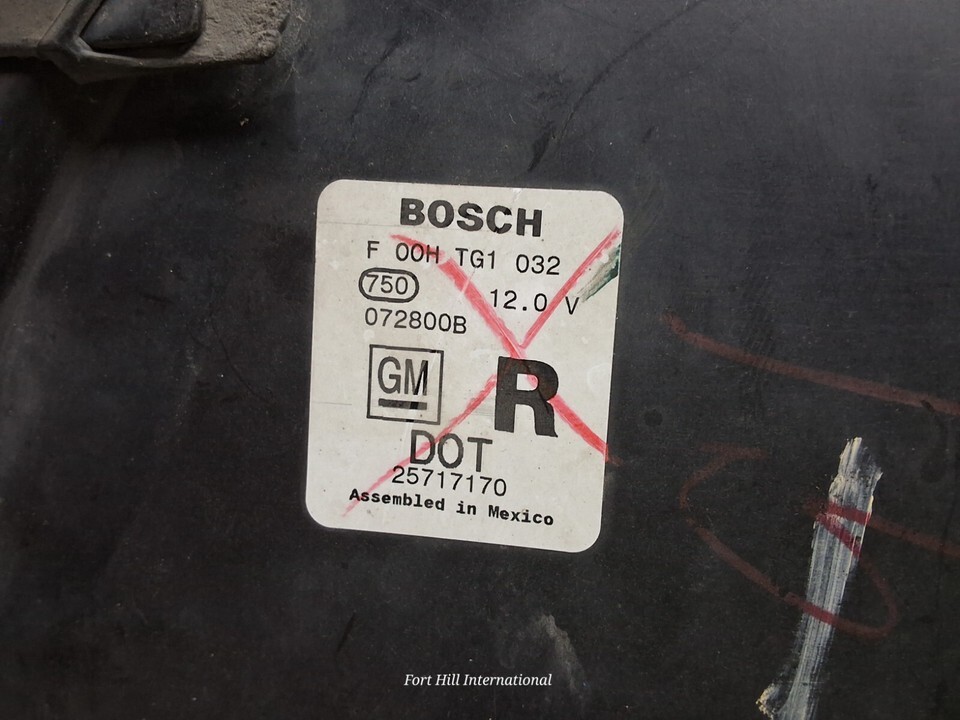 BOSCH
F 00H TG1 032
750 12.0 V
072800B
GM R
DOT
25717170
Assembled in Mexico
Fort Hill International